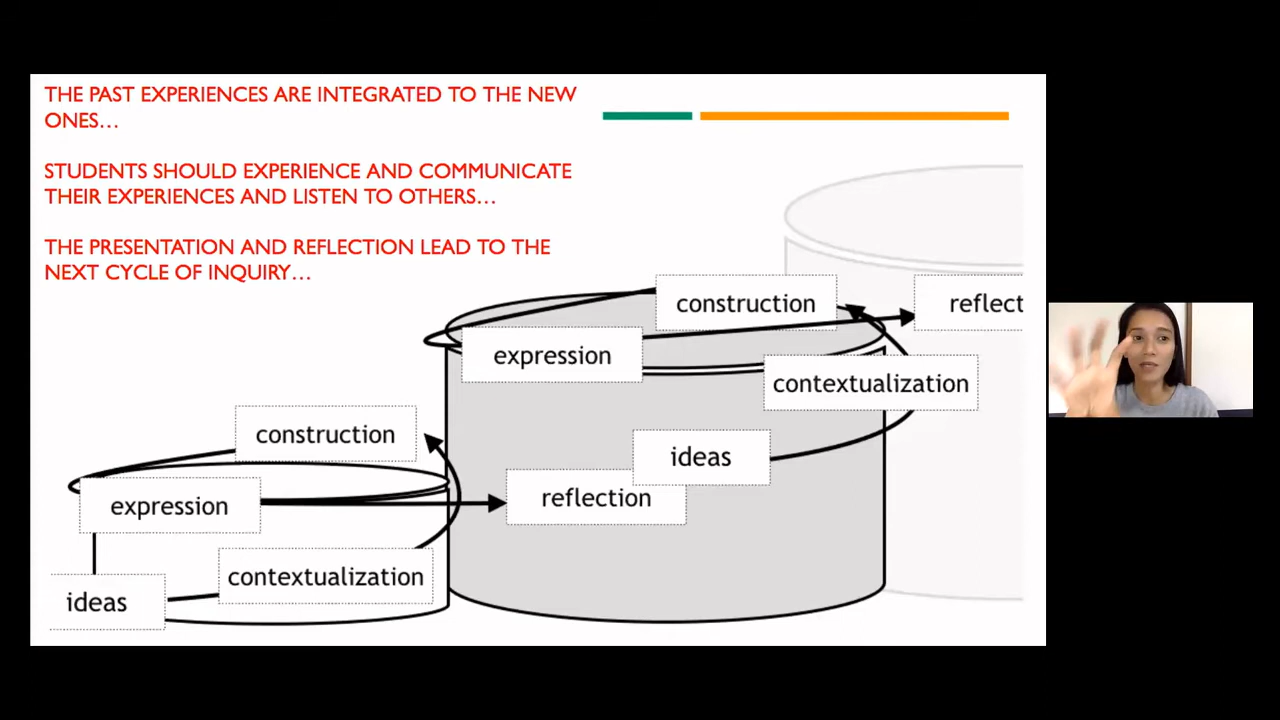 THE PAST EXPERIENCES ARE INTEGRATED TO THE NEW
ONES…
STUDENTS SHOULD EXPERIENCE AND COMMUNICATE
THEIR EXPERIENCES AND LISTEN TO OTHERS…
THE PRESENTATION AND REFLECTION LEAD TO THE
NEXT CYCLE OF INQUIRY…
construction
reflect
expression
contextualization
construction
ideas
reflection
expression
contextualization
ideas